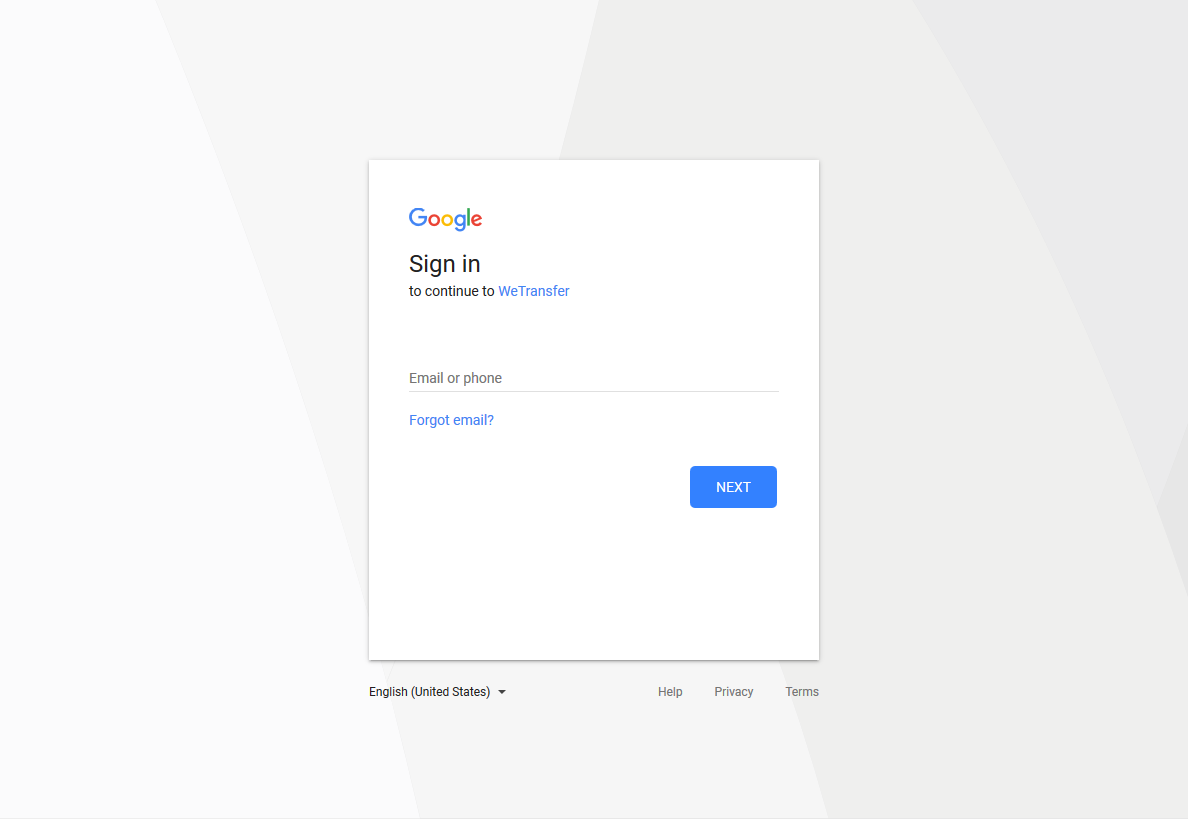 Google
Sign in
to continue to WeTransfer
Email or phone
Forgot email?
NEXT
English (United States)
Help Privacy Terms